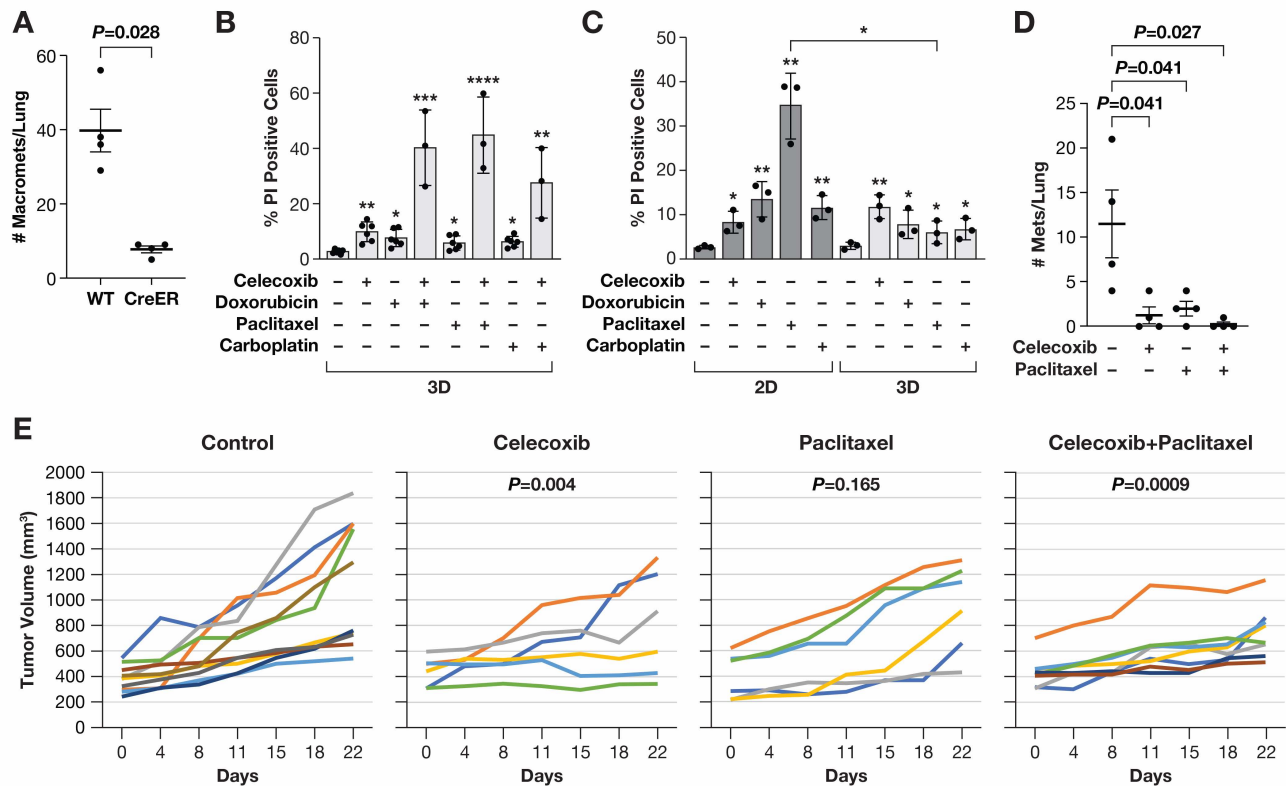 A
P=0.028
# Macromets/Lung
60
40
20
0
WT CreER
B
% PI Positive Cells
80
60
40
20
0
** * *** * **** * **
Celecoxib – + – + – + – +
Doxorubicin – – + + – – – –
Paclitaxel – – – – + + – –
Carboplatin – – – – – – + +
3D
C
% PI Positive Cells
50
40
30
20
10
0
*
* ** ** ** ** * * *
Celecoxib – + – – – – + – – –
Doxorubicin – – + – – – – + – –
Paclitaxel – – – + – – – – + –
Carboplatin – – – – + – – – – +
2D 3D
D
P=0.027
P=0.041
P=0.041
# Mets/Lung
25
20
15
10
5
0
Celecoxib – + – +
Paclitaxel – – + +
E
Control
Tumor Volume (mm³)
2000
1800
1600
1400
1200
1000
800
600
400
200
0
0 4 8 11 15 18 22
Days
Celecoxib
P=0.004
0 4 8 11 15 18 22
Days
Paclitaxel
P=0.165
0 4 8 11 15 18 22
Days
Celecoxib+Paclitaxel
P=0.0009
0 4 8 11 15 18 22
Days